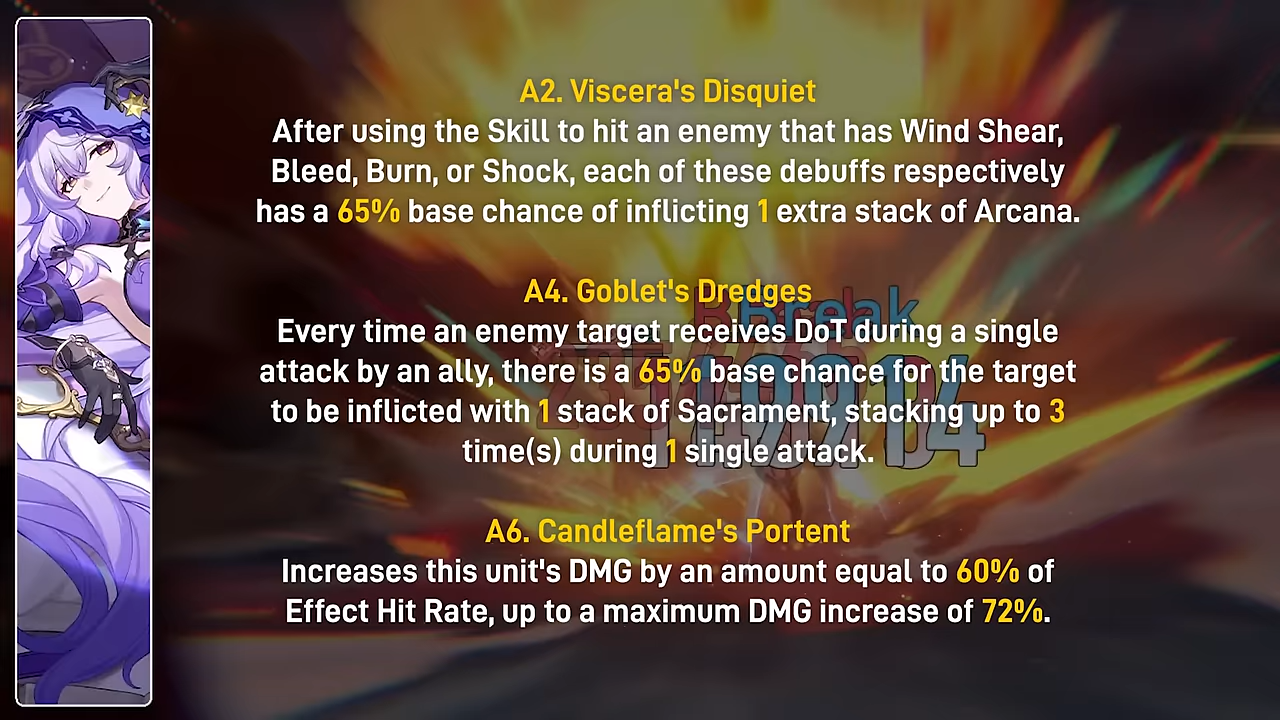 A2. Viscera's Disquiet
After using the Skill to hit an enemy that has Wind Shear,
Bleed, Burn, or Shock, each of these debuffs respectively
has a 65% base chance of inflicting 1 extra stack of Arcana.
A4. Goblet's Dredges
Every time an enemy target receives DoT during a single
attack by an ally, there is a 65% base chance for the target
to be inflicted with 1 stack of Sacrament, stacking up to 3
time(s) during 1 single attack.
A6. Candleflame's Portent
Increases this unit's DMG by an amount equal to 60% of
Effect Hit Rate, up to a maximum DMG increase of 72%.
Break